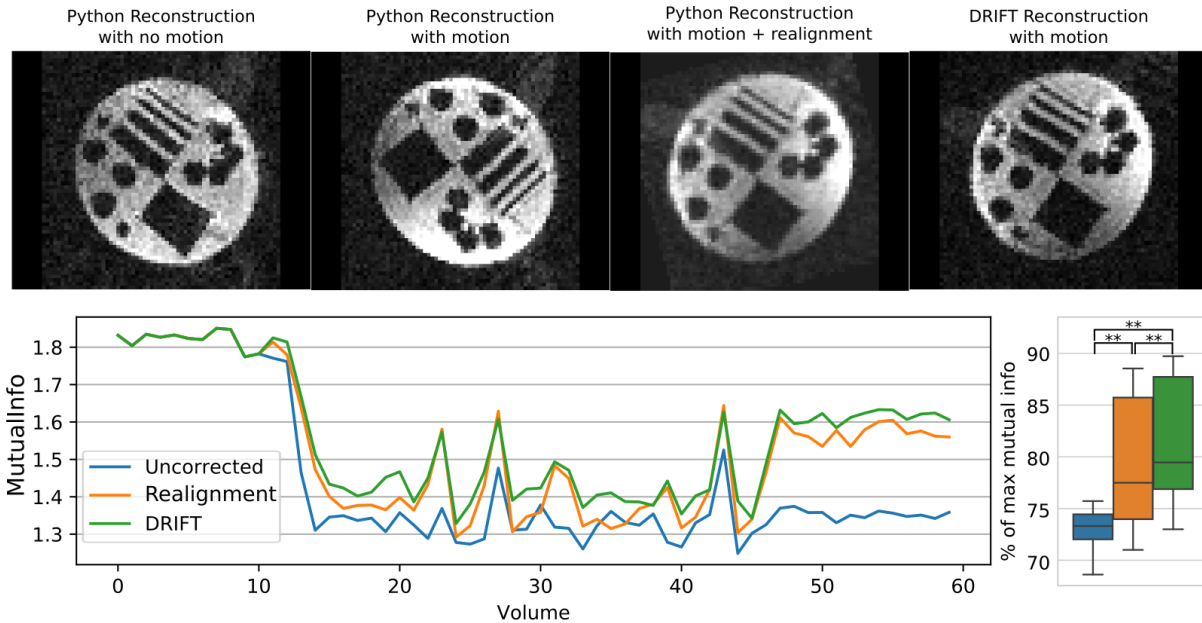 Python Reconstruction
with no motion
Python Reconstruction
with motion
Python Reconstruction
with motion + realignment
DRIFT Reconstruction
with motion
MutualInfo
1.8
1.7
1.6
1.5
1.4
1.3
Uncorrected
Realignment
DRIFT
0
10
20
30
40
50
60
Volume
% of max mutual info
90
85
80
75
70
**
**
**